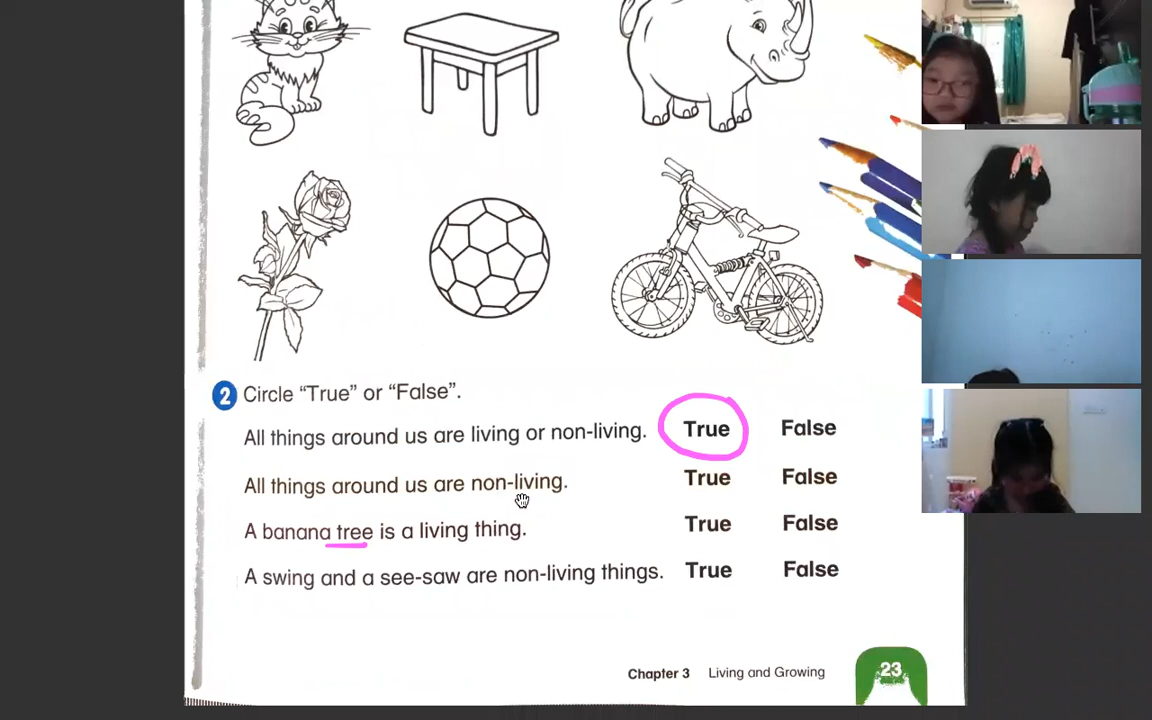 2 Circle “True” or “False”.
All things around us are living or non-living. True False
All things around us are non-living. True False
A banana tree is a living thing. True False
A swing and a see-saw are non-living things. True False
Chapter 3 Living and Growing 23